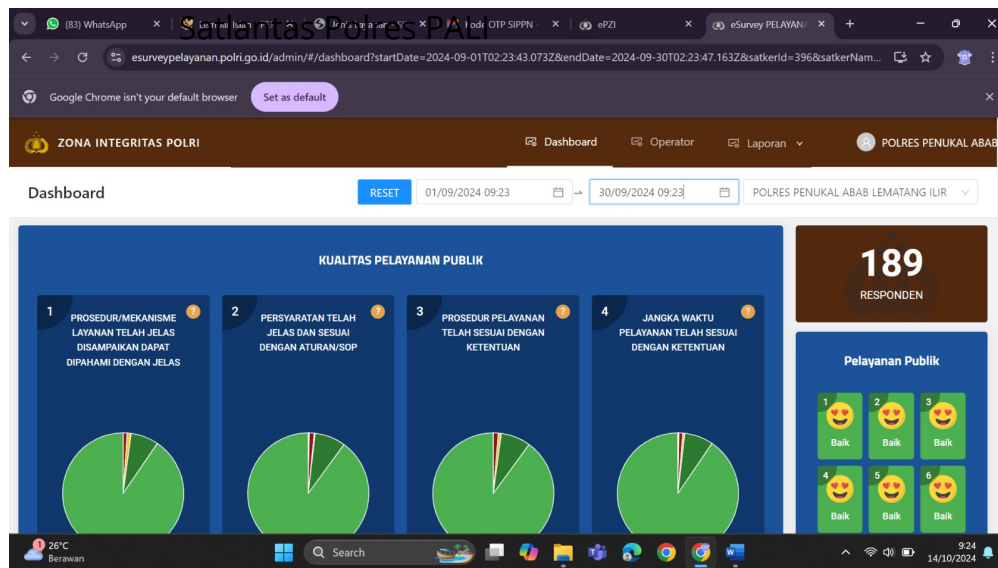 Satlantas Polres PALI
(83) WhatsApp
Kode OTP SIPPN -
ePZI
eSurvey PELAYANA
esurveypelayanan.polri.go.id/admin/#/dashboard?startDate=2024-09-01T02:23:43.073Z&endDate=2024-09-30T02:23:47.163Z&satkerId=396&satkerNam...
Google Chrome isn't your default browser
Set as default
ZONA INTEGRITAS POLRI
Dashboard
Operator
Laporan
POLRES PENUKAL ABAB
Dashboard
RESET
01/09/2024 09:23
30/09/2024 09:23
POLRES PENUKAL ABAB LEMATANG ILIR
KUALITAS PELAYANAN PUBLIK
1
PROSEDUR/MEKANISME
LAYANAN TELAH JELAS
DISAMPAIKAN DAPAT
DIPAHAMI DENGAN JELAS
?
2
PERSYARATAN TELAH
JELAS DAN SESUAI
DENGAN ATURAN/SOP
?
3
PROSEDUR PELAYANAN
TELAH SESUAI DENGAN
KETENTUAN
?
4
JANGKA WAKTU
PELAYANAN TELAH SESUAI
DENGAN KETENTUAN
?
189
RESPONDEN
Pelayanan Publik
1
Baik
2
Baik
3
Baik
4
Baik
5
Baik
6
Baik
1
26°C
Berawan
Search
9:24
14/10/2024